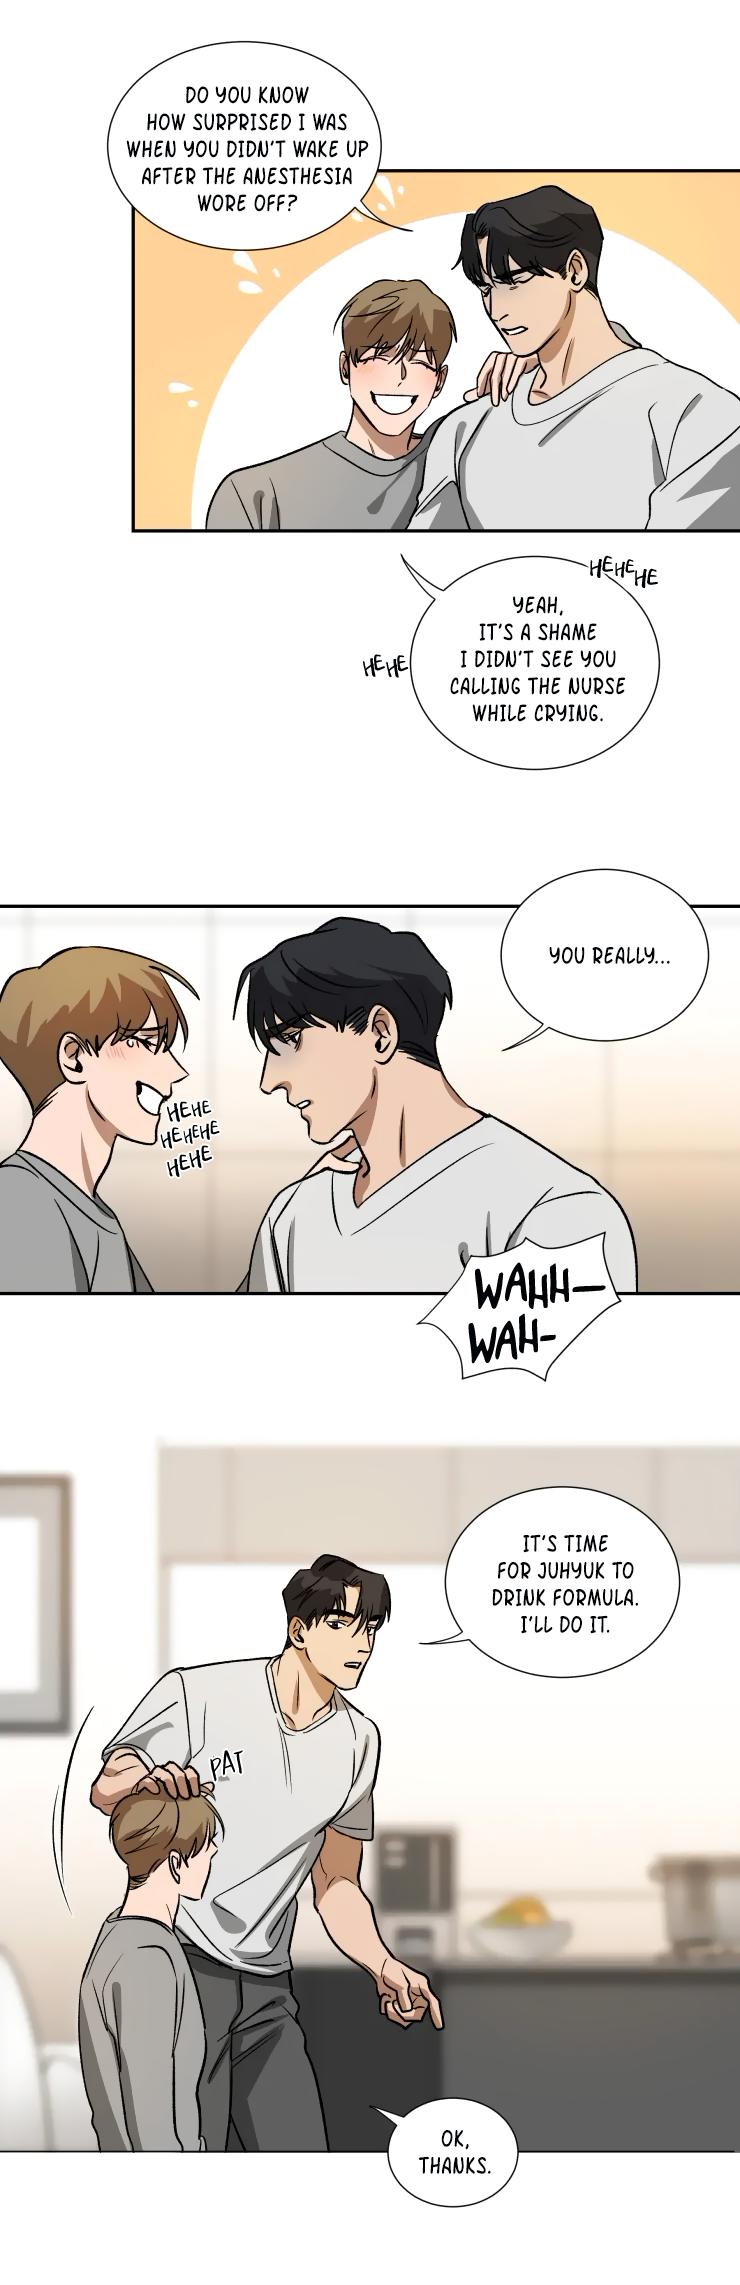 DO YOU KNOW
HOW SURPRISED I WAS
WHEN YOU DIDN'T WAKE UP
AFTER THE ANESTHESIA
WORE OFF?
HEHEHE
HEHE
YEAH,
IT'S A SHAME
I DIDN'T SEE YOU
CALLING THE NURSE
WHILE CRYING.
YOU REALLY...
HEHE
HEHEHE
HEHE
WAHH—
WAH-
IT'S TIME
FOR JUHYUK TO
DRINK FORMULA.
I'LL DO IT.
PAT
OK,
THANKS.